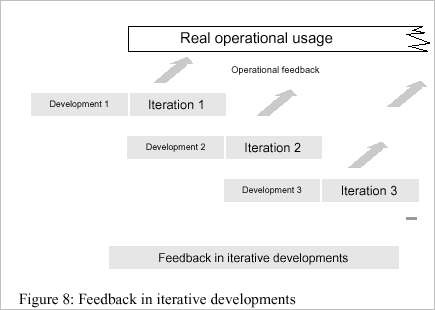 Real operational usage
Operational feedback
Development 1
Iteration 1
Development 2
Iteration 2
Development 3
Iteration 3
Feedback in iterative developments
Figure 8: Feedback in iterative developments